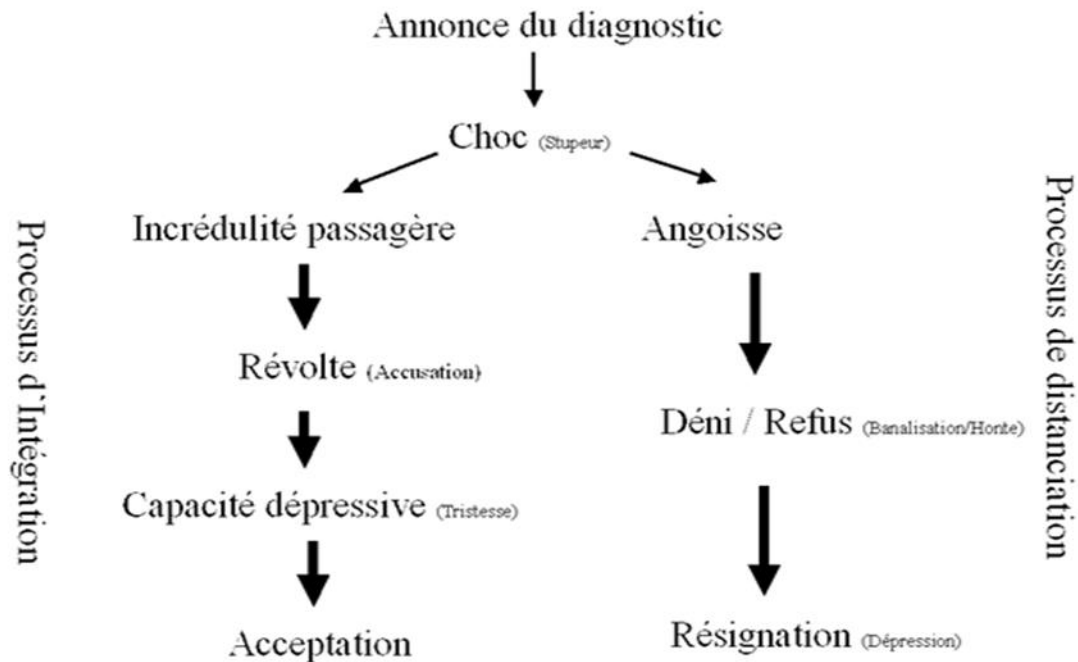 Annonce du diagnostic
Choc (Stupeur)
Incrédulité passagère
Angoisse
Révolte (Accusation)
Déni / Refus (Banalisation/Honte)
Capacité dépressive (Tristesse)
Acceptation
Résignation (Dépression)
Processus d`Intégration
Processus de distanciation